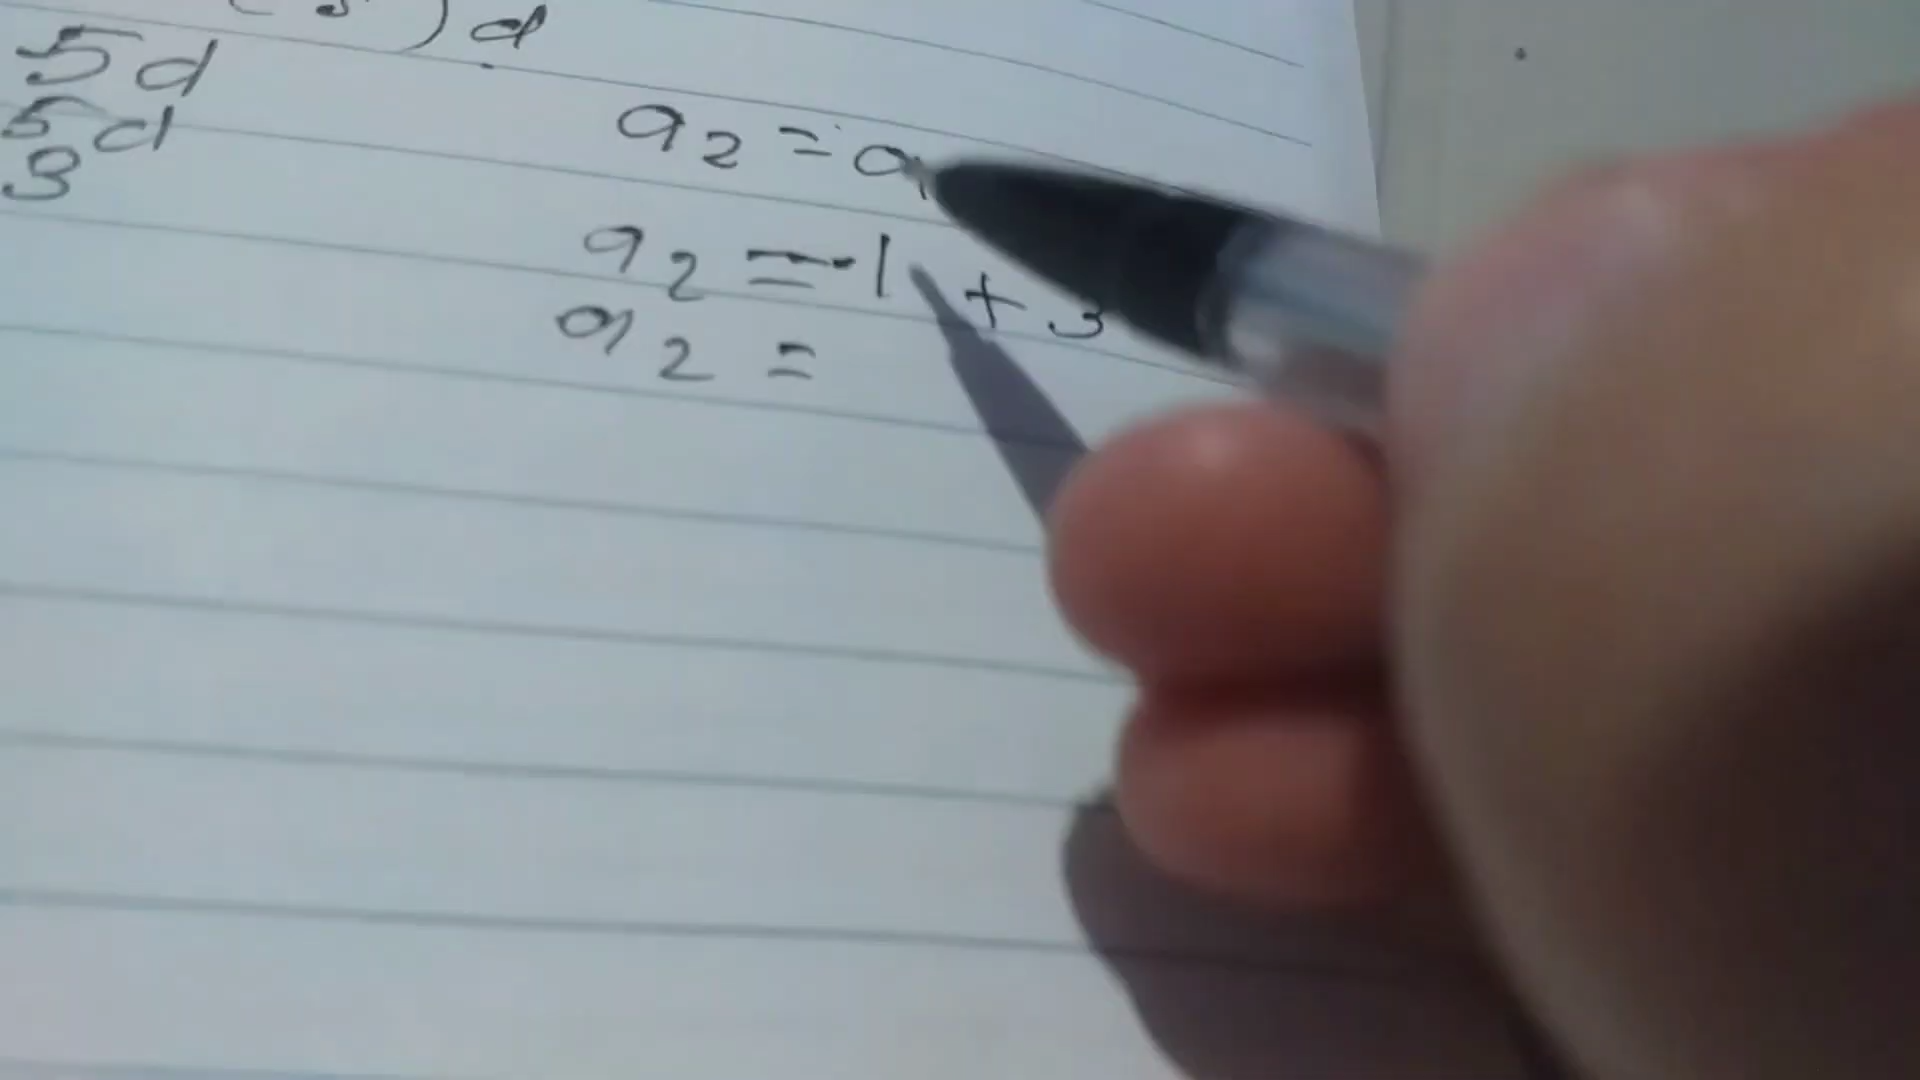 ) d
5d
5d
3
a2 = a
a2 = -1 + 3
a2 =